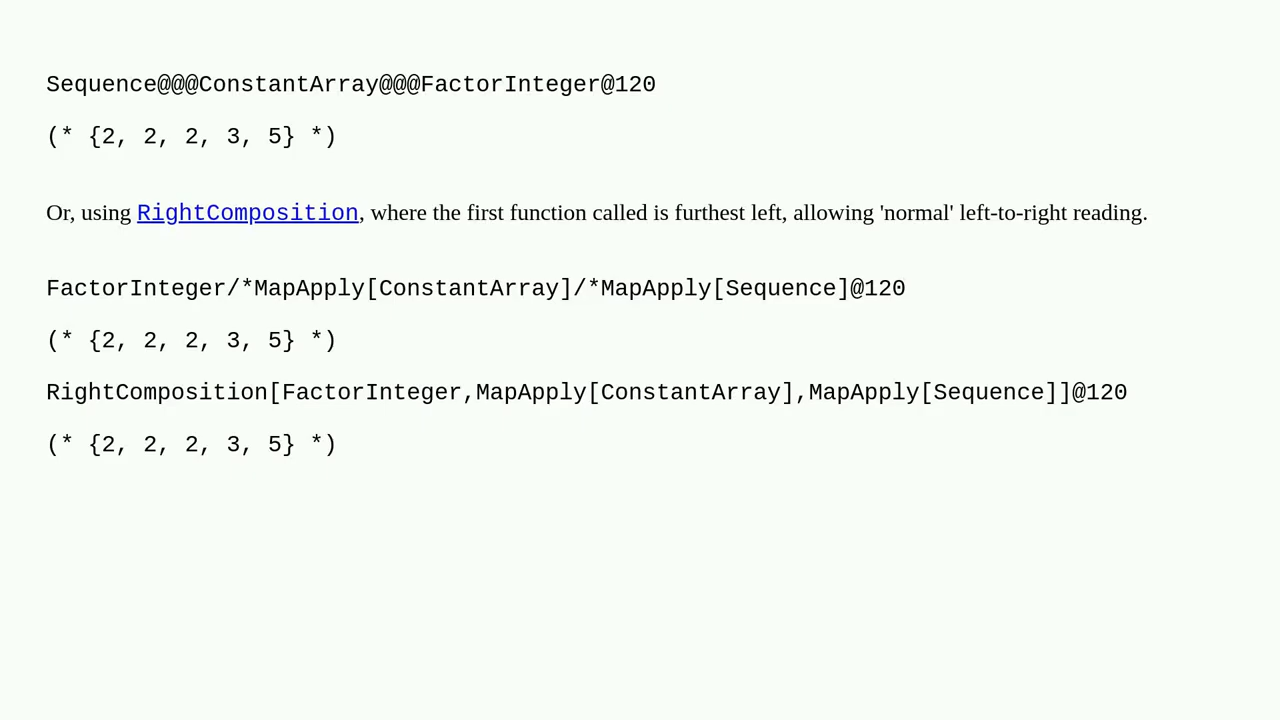 Sequence@@@ConstantArray@@@FactorInteger@120
(* {2, 2, 2, 3, 5} *)
Or, using RightComposition, where the first function called is furthest left, allowing 'normal' left-to-right reading.
FactorInteger/*MapApply[ConstantArray]/*MapApply[Sequence]@120
(* {2, 2, 2, 3, 5} *)
RightComposition[FactorInteger,MapApply[ConstantArray],MapApply[Sequence]]@120
(* {2, 2, 2, 3, 5} *)